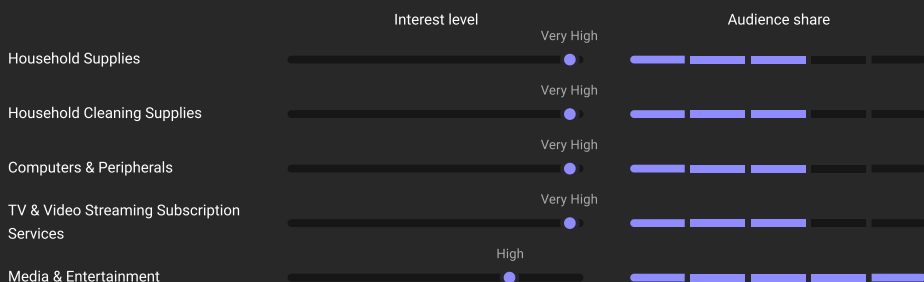 Interest level
Audience share
Very High
Household Supplies
Very High
Household Cleaning Supplies
Very High
Computers & Peripherals
Very High
TV & Video Streaming Subscription
Services
High
Media & Entertainment